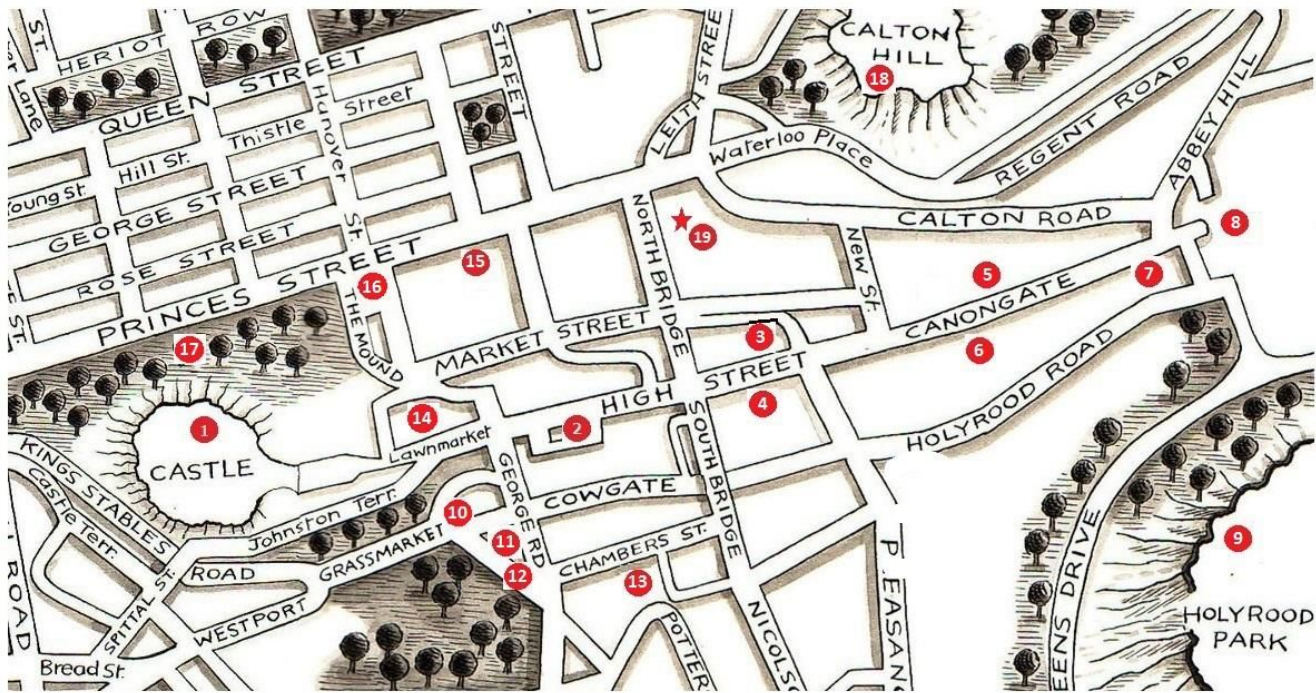 ST.
Lane
HERIOT ROW
QUEEN STREET
Hanover St.
Thistle Street
Hill St.
Young St.
GEORGE STREET
ROSE STREET
PRINCES STREET
ST.
STREET
LEITH STREE
CALTON HILL
18
Waterloo Place
REGENT ROAD
ABBEY HILL
CALTON ROAD
NORTH BRIDGE
19
New St.
8
5
7
15
16
THE MOUND
17
MARKET STREET
3
CANONGATE
6
HIGH STREET
4
HOLYROOD ROAD
14
2
Lawnmarket
1
CASTLE
KINGS STABLES
ROAD
Castle Terr.
Johnston Terr.
GRASSMARKET
10
COWGATE
GEORGE RD
11
12
SOUTH BRIDGE
CHAMBERS ST.
13
NICOLSO
POTTER
PLEASAN
EENS DRIVE
9
HOLYROOD
PARK
ROAD
SPITTAL ST.
WESTPORT
Bread St.